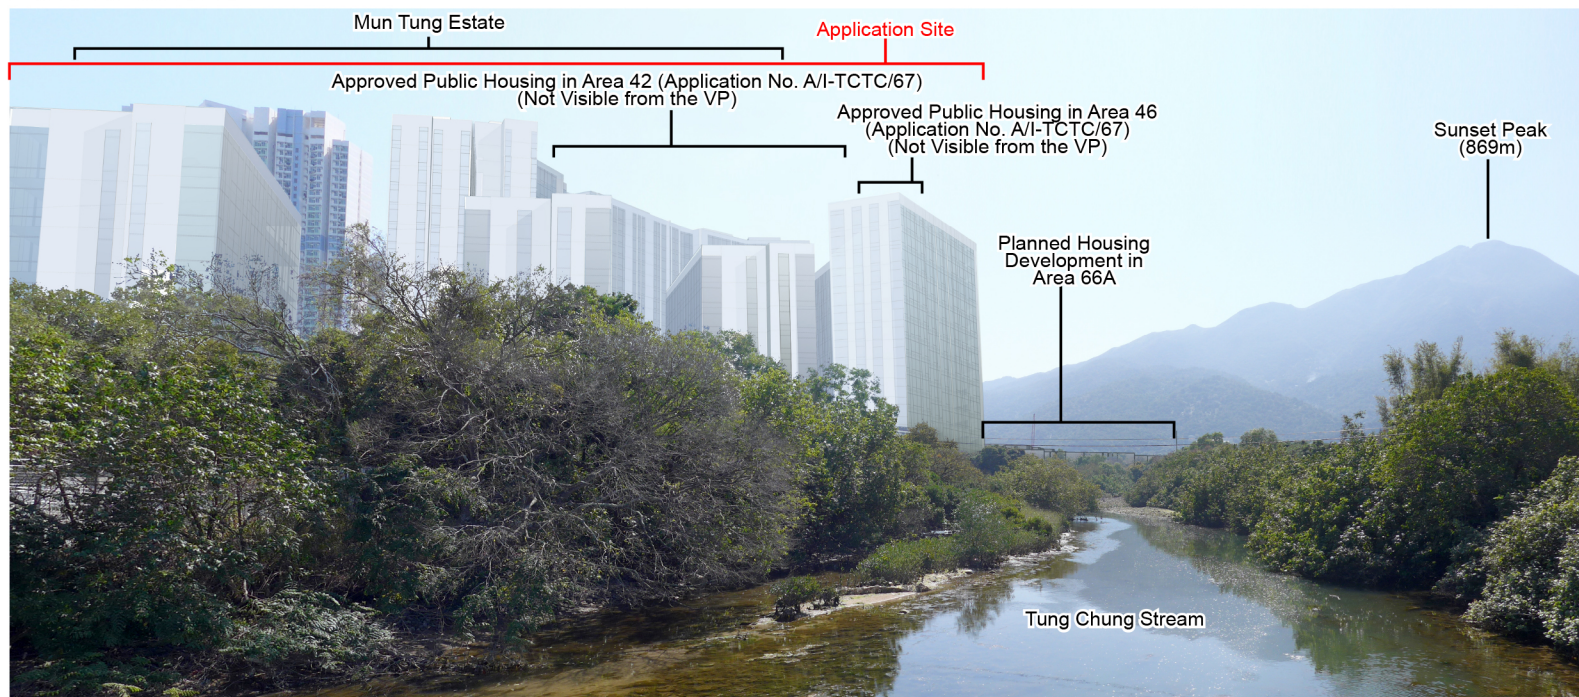 Mun Tung Estate
Application Site
Approved Public Housing in Area 42 (Application No. A/I-TCTC/67)
(Not Visible from the VP)
Approved Public Housing in Area 46
(Application No. A/I-TCTC/67)
(Not Visible from the VP)
Sunset Peak
(869m)
Planned Housing
Development in
Area 66A
Tung Chung Stream